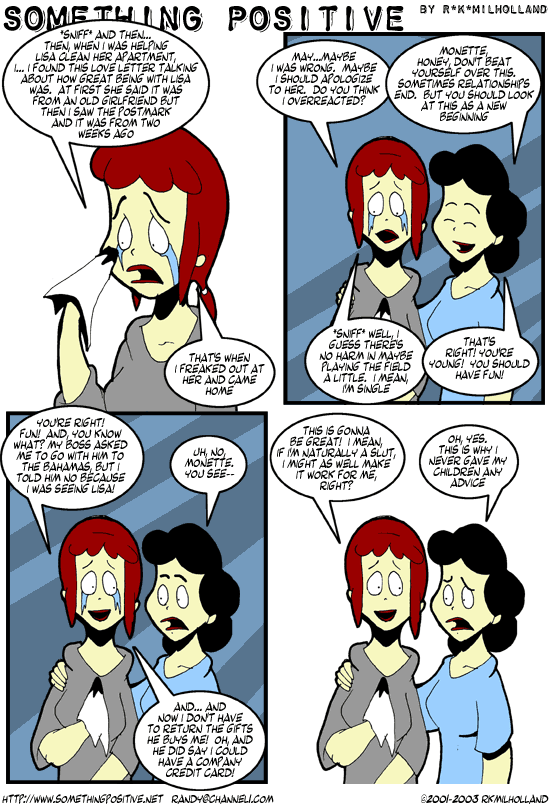 SOMETHING POSITIVE
BY R*K*MILHOLLAND
*SNIFF* AND THEN...
THEN, WHEN I WAS HELPING
LISA CLEAN HER APARTMENT,
I... I FOUND THIS LOVE LETTER TALKING
ABOUT HOW GREAT BEING WITH LISA
WAS. AT FIRST SHE SAID IT WAS
FROM AN OLD GIRLFRIEND BUT
THEN I SAW THE POSTMARK
AND IT WAS FROM TWO
WEEKS AGO
THAT'S WHEN
I FREAKED OUT AT
HER AND CAME
HOME
MAY...MAYBE
I WAS WRONG. MAYBE
I SHOULD APOLOGIZE
TO HER. DO YOU THINK
I OVERREACTED?
MONETTE,
HONEY, DON'T BEAT
YOURSELF OVER THIS.
SOMETIMES RELATIONSHIPS
END. BUT YOU SHOULD LOOK
AT THIS AS A NEW
BEGINNING
*SNIFF* WELL, I
GUESS THERE'S
NO HARM IN MAYBE
PLAYING THE FIELD
A LITTLE. I MEAN,
I'M SINGLE
THAT'S
RIGHT! YOU'RE
YOUNG! YOU SHOULD
HAVE FUN!
YOU'RE RIGHT!
FUN! AND, YOU KNOW
WHAT? MY BOSS ASKED
ME TO GO WITH HIM TO
THE BAHAMAS, BUT I
TOLD HIM NO BECAUSE
I WAS SEEING LISA!
UH, NO,
MONETTE.
YOU SEE--
AND... AND
NOW I DON'T HAVE
TO RETURN THE GIFTS
HE BUYS ME! OH, AND
HE DID SAY I COULD
HAVE A COMPANY
CREDIT CARD!
THIS IS GONNA
BE GREAT! I MEAN,
IF I'M NATURALLY A SLUT,
I MIGHT AS WELL MAKE
IT WORK FOR ME,
RIGHT?
OH, YES.
THIS IS WHY I
NEVER GAVE MY
CHILDREN ANY
ADVICE
HTTP://WWW.SOMETHINGPOSITIVE.NET RANDY@CHANNEL1.COM
©2001-2003 RKMILHOLLAND